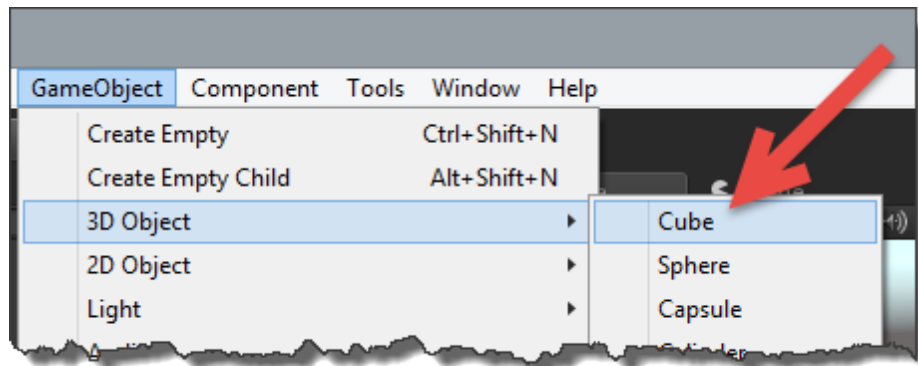 GameObject Component Tools Window Help
Create Empty Ctrl+Shift+N
Create Empty Child Alt+Shift+N
3D Object Cube
2D Object Sphere
Light Capsule